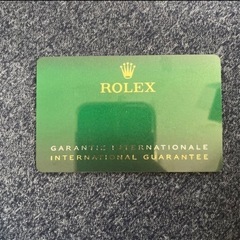 ROLEX
GARANTIE INTERNATIONALE
INTERNATIONAL GUARANTEE